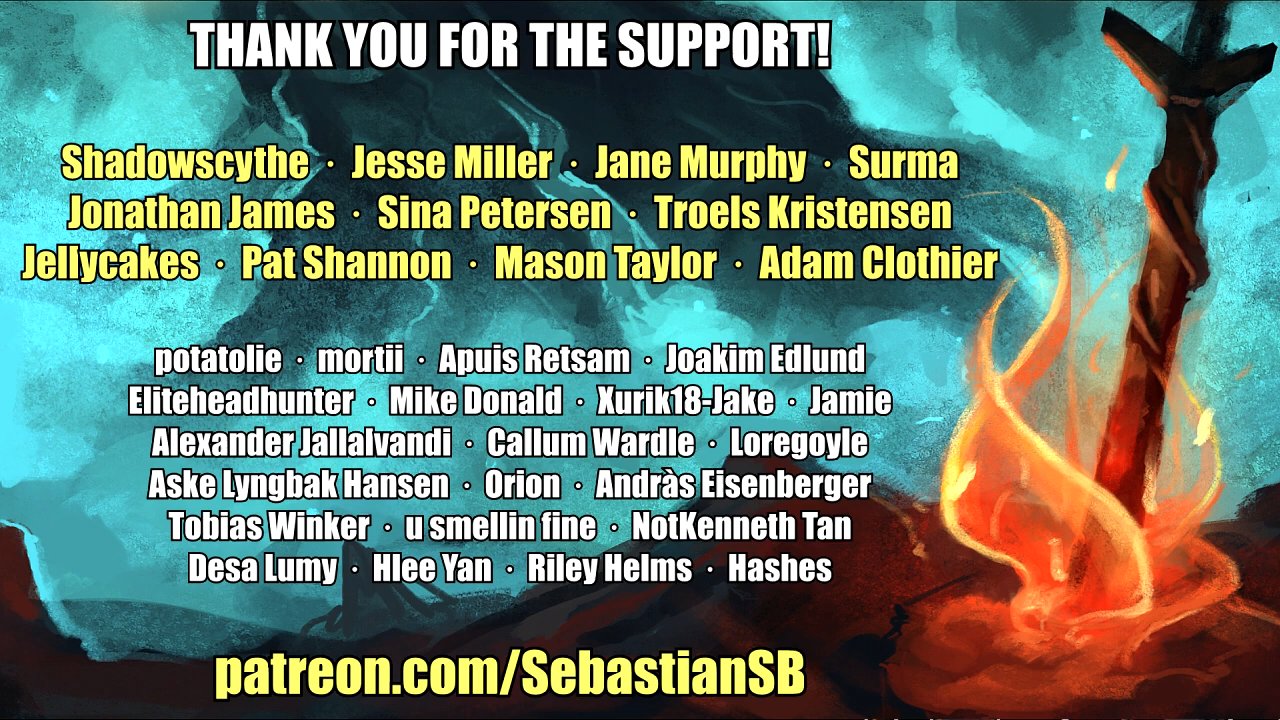 THANK YOU FOR THE SUPPORT!
Shadowscythe · Jesse Miller · Jane Murphy · Surma
Jonathan James · Sina Petersen · Troels Kristensen
Jellycakes · Pat Shannon · Mason Taylor · Adam Clothier
potatolie · mortii · Apuis Retsam · Joakim Edlund
Eliteheadhunter · Mike Donald · Xurik18-Jake · Jamie
Alexander Jallalvandi · Callum Wardle · Loregoyle
Aske Lyngbak Hansen · Orion · Andràs Eisenberger
Tobias Winker · u smellin fine · NotKenneth Tan
Desa Lumy · Hlee Yan · Riley Helms · Hashes
patreon.com/SebastianSB